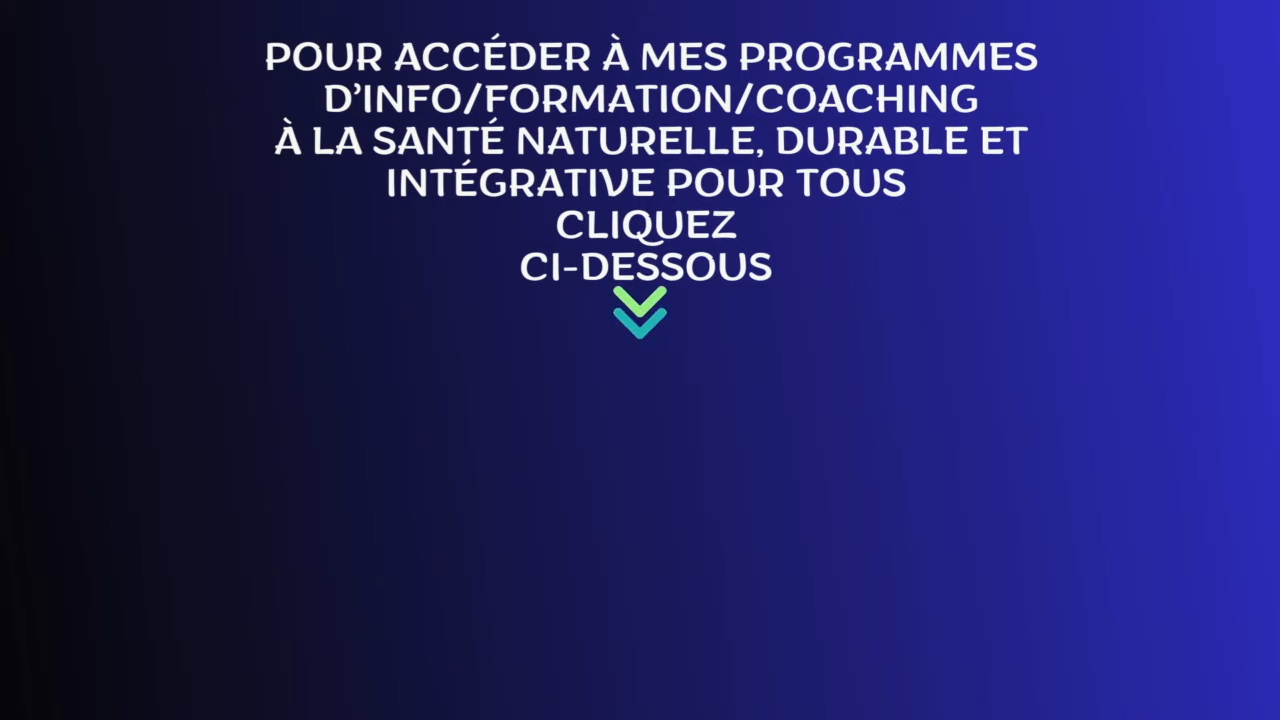 POUR ACCÉDER À MES PROGRAMMES
D’INFO/FORMATION/COACHING
À LA SANTÉ NATURELLE, DURABLE ET
INTÉGRATIVE POUR TOUS
CLIQUEZ
CI-DESSOUS